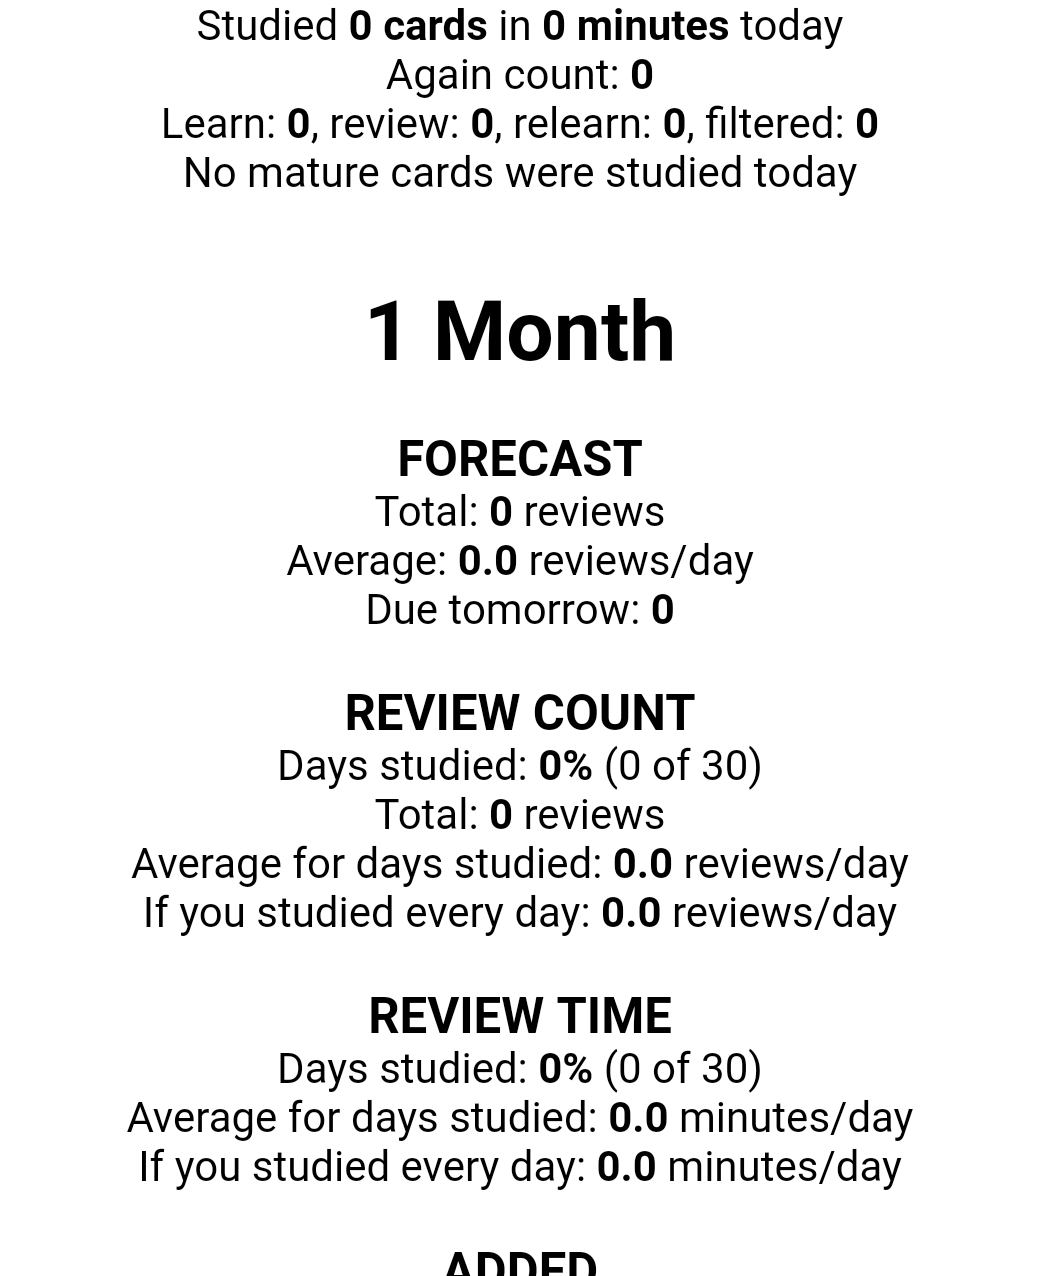 Studied 0 cards in 0 minutes today
Again count: 0
Learn: 0, review: 0, relearn: 0, filtered: 0
No mature cards were studied today
1 Month
FORECAST
Total: 0 reviews
Average: 0.0 reviews/day
Due tomorrow: 0
REVIEW COUNT
Days studied: 0% (0 of 30)
Total: 0 reviews
Average for days studied: 0.0 reviews/day
If you studied every day: 0.0 reviews/day
REVIEW TIME
Days studied: 0% (0 of 30)
Average for days studied: 0.0 minutes/day
If you studied every day: 0.0 minutes/day
ADDED